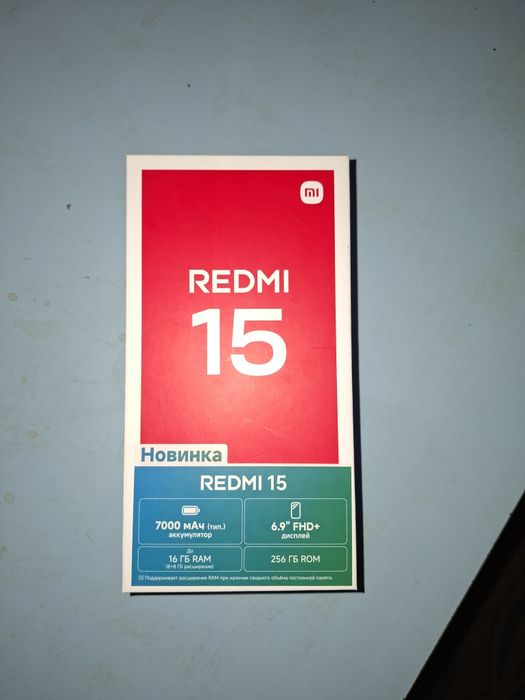 mi
REDMI
15
Новинка
REDMI 15
7000 мАч (тип.)
аккумулятор
6.9" FHD+
дисплей
До
16 ГБ RAM
(8+8 ГБ расширение)
256 ГБ ROM
[1] Поддерживает расширение RAM при наличии сводного объёма постоянной памяти.